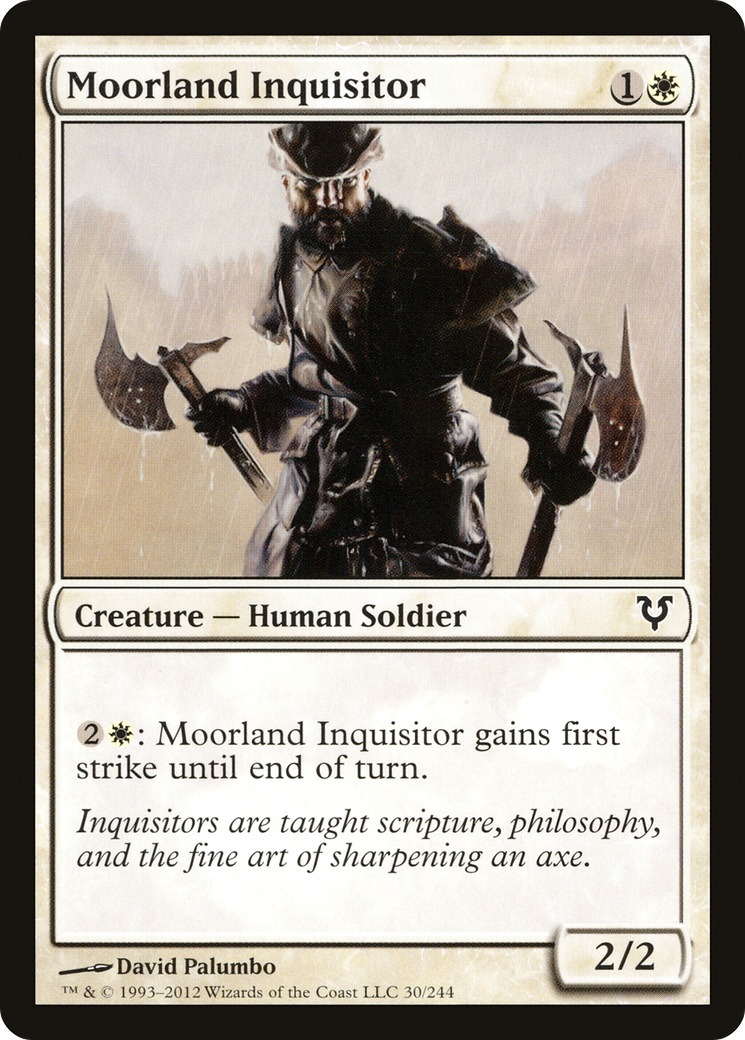 Moorland Inquisitor 1
Creature — Human Soldier
2: Moorland Inquisitor gains first
strike until end of turn.
Inquisitors are taught scripture, philosophy,
and the fine art of sharpening an axe.
2/2
David Palumbo
™ & © 1993–2012 Wizards of the Coast LLC 30/244